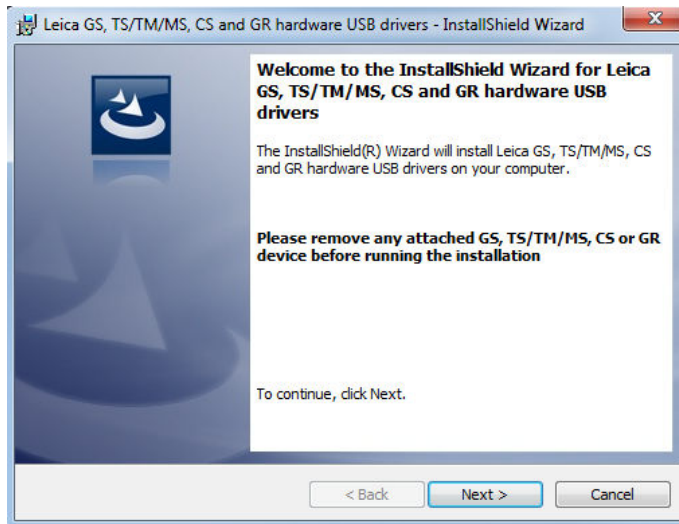 Leica GS, TS/TM/MS, CS and GR hardware USB drivers - InstallShield Wizard
Welcome to the InstallShield Wizard for Leica
GS, TS/TM/MS, CS and GR hardware USB
drivers
The InstallShield(R) Wizard will install Leica GS, TS/TM/MS, CS
and GR hardware USB drivers on your computer.
Please remove any attached GS, TS/TM/MS, CS or GR
device before running the installation
To continue, click Next.
< Back
Next >
Cancel